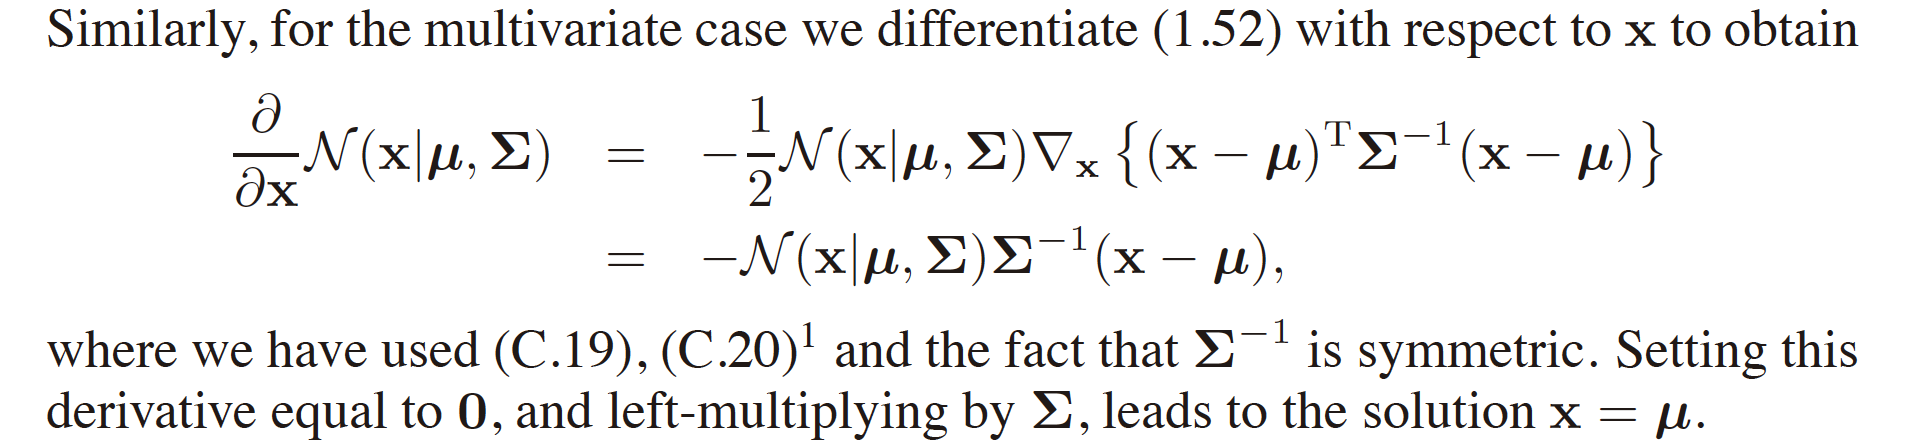 Similarly, for the multivariate case we differentiate (1.52) with respect to x to obtain
∂/∂𝐱 𝒩(𝐱|𝝁, 𝚺) = −1/2 𝒩(𝐱|𝝁, 𝚺)∇ₓ {(𝐱 − 𝝁)ᵀ𝚺⁻¹(𝐱 − 𝝁)}
= −𝒩(𝐱|𝝁, 𝚺)𝚺⁻¹(𝐱 − 𝝁),
where we have used (C.19), (C.20)¹ and the fact that 𝚺⁻¹ is symmetric. Setting this
derivative equal to 𝟎, and left-multiplying by 𝚺, leads to the solution 𝐱 = 𝝁.